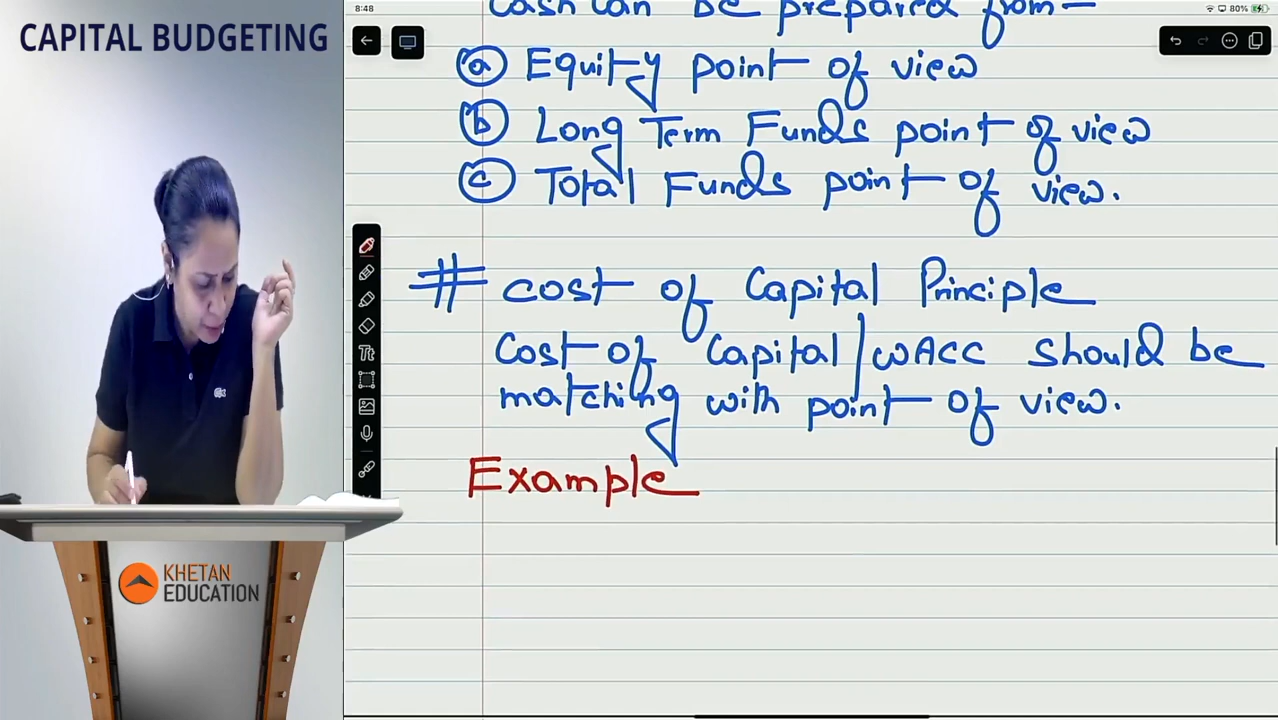 CAPITAL BUDGETING
8:48
80%
Cash can be prepared from—
(a) Equity point of view
(b) Long Term Funds point of view
(c) Total Funds point of view.
# Cost of Capital Principle
Cost of Capital/WACC should be
matching with point of view.
Example
Tt
KHETAN
EDUCATION